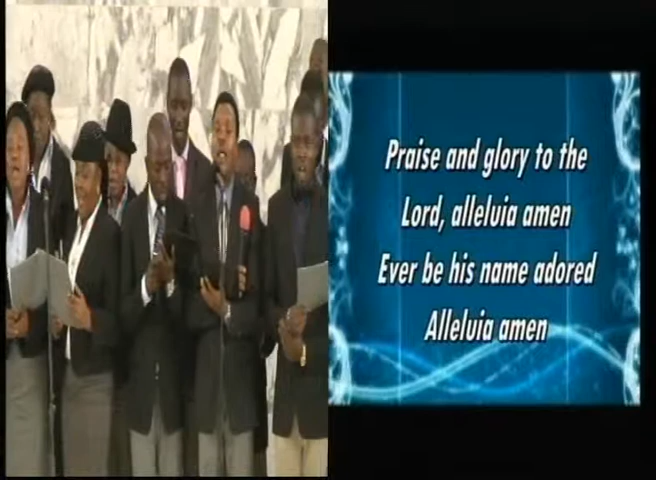 Praise and glory to the
Lord, alleluia amen
Ever be his name adored
Alleluia amen